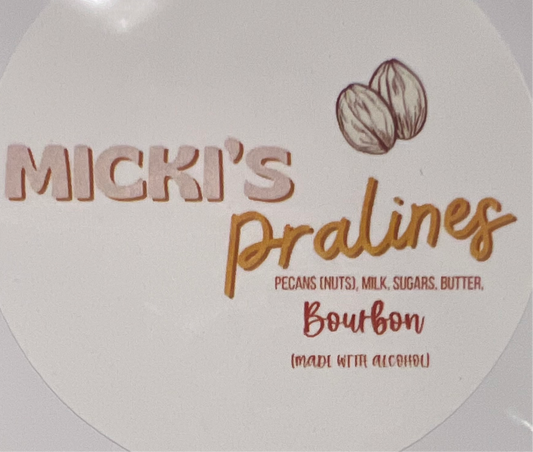 MICKI'S
Pralines
PECANS (NUTS), MILK, SUGARS, BUTTER,
Bourbon
(MADE WITH ALCOHOL)